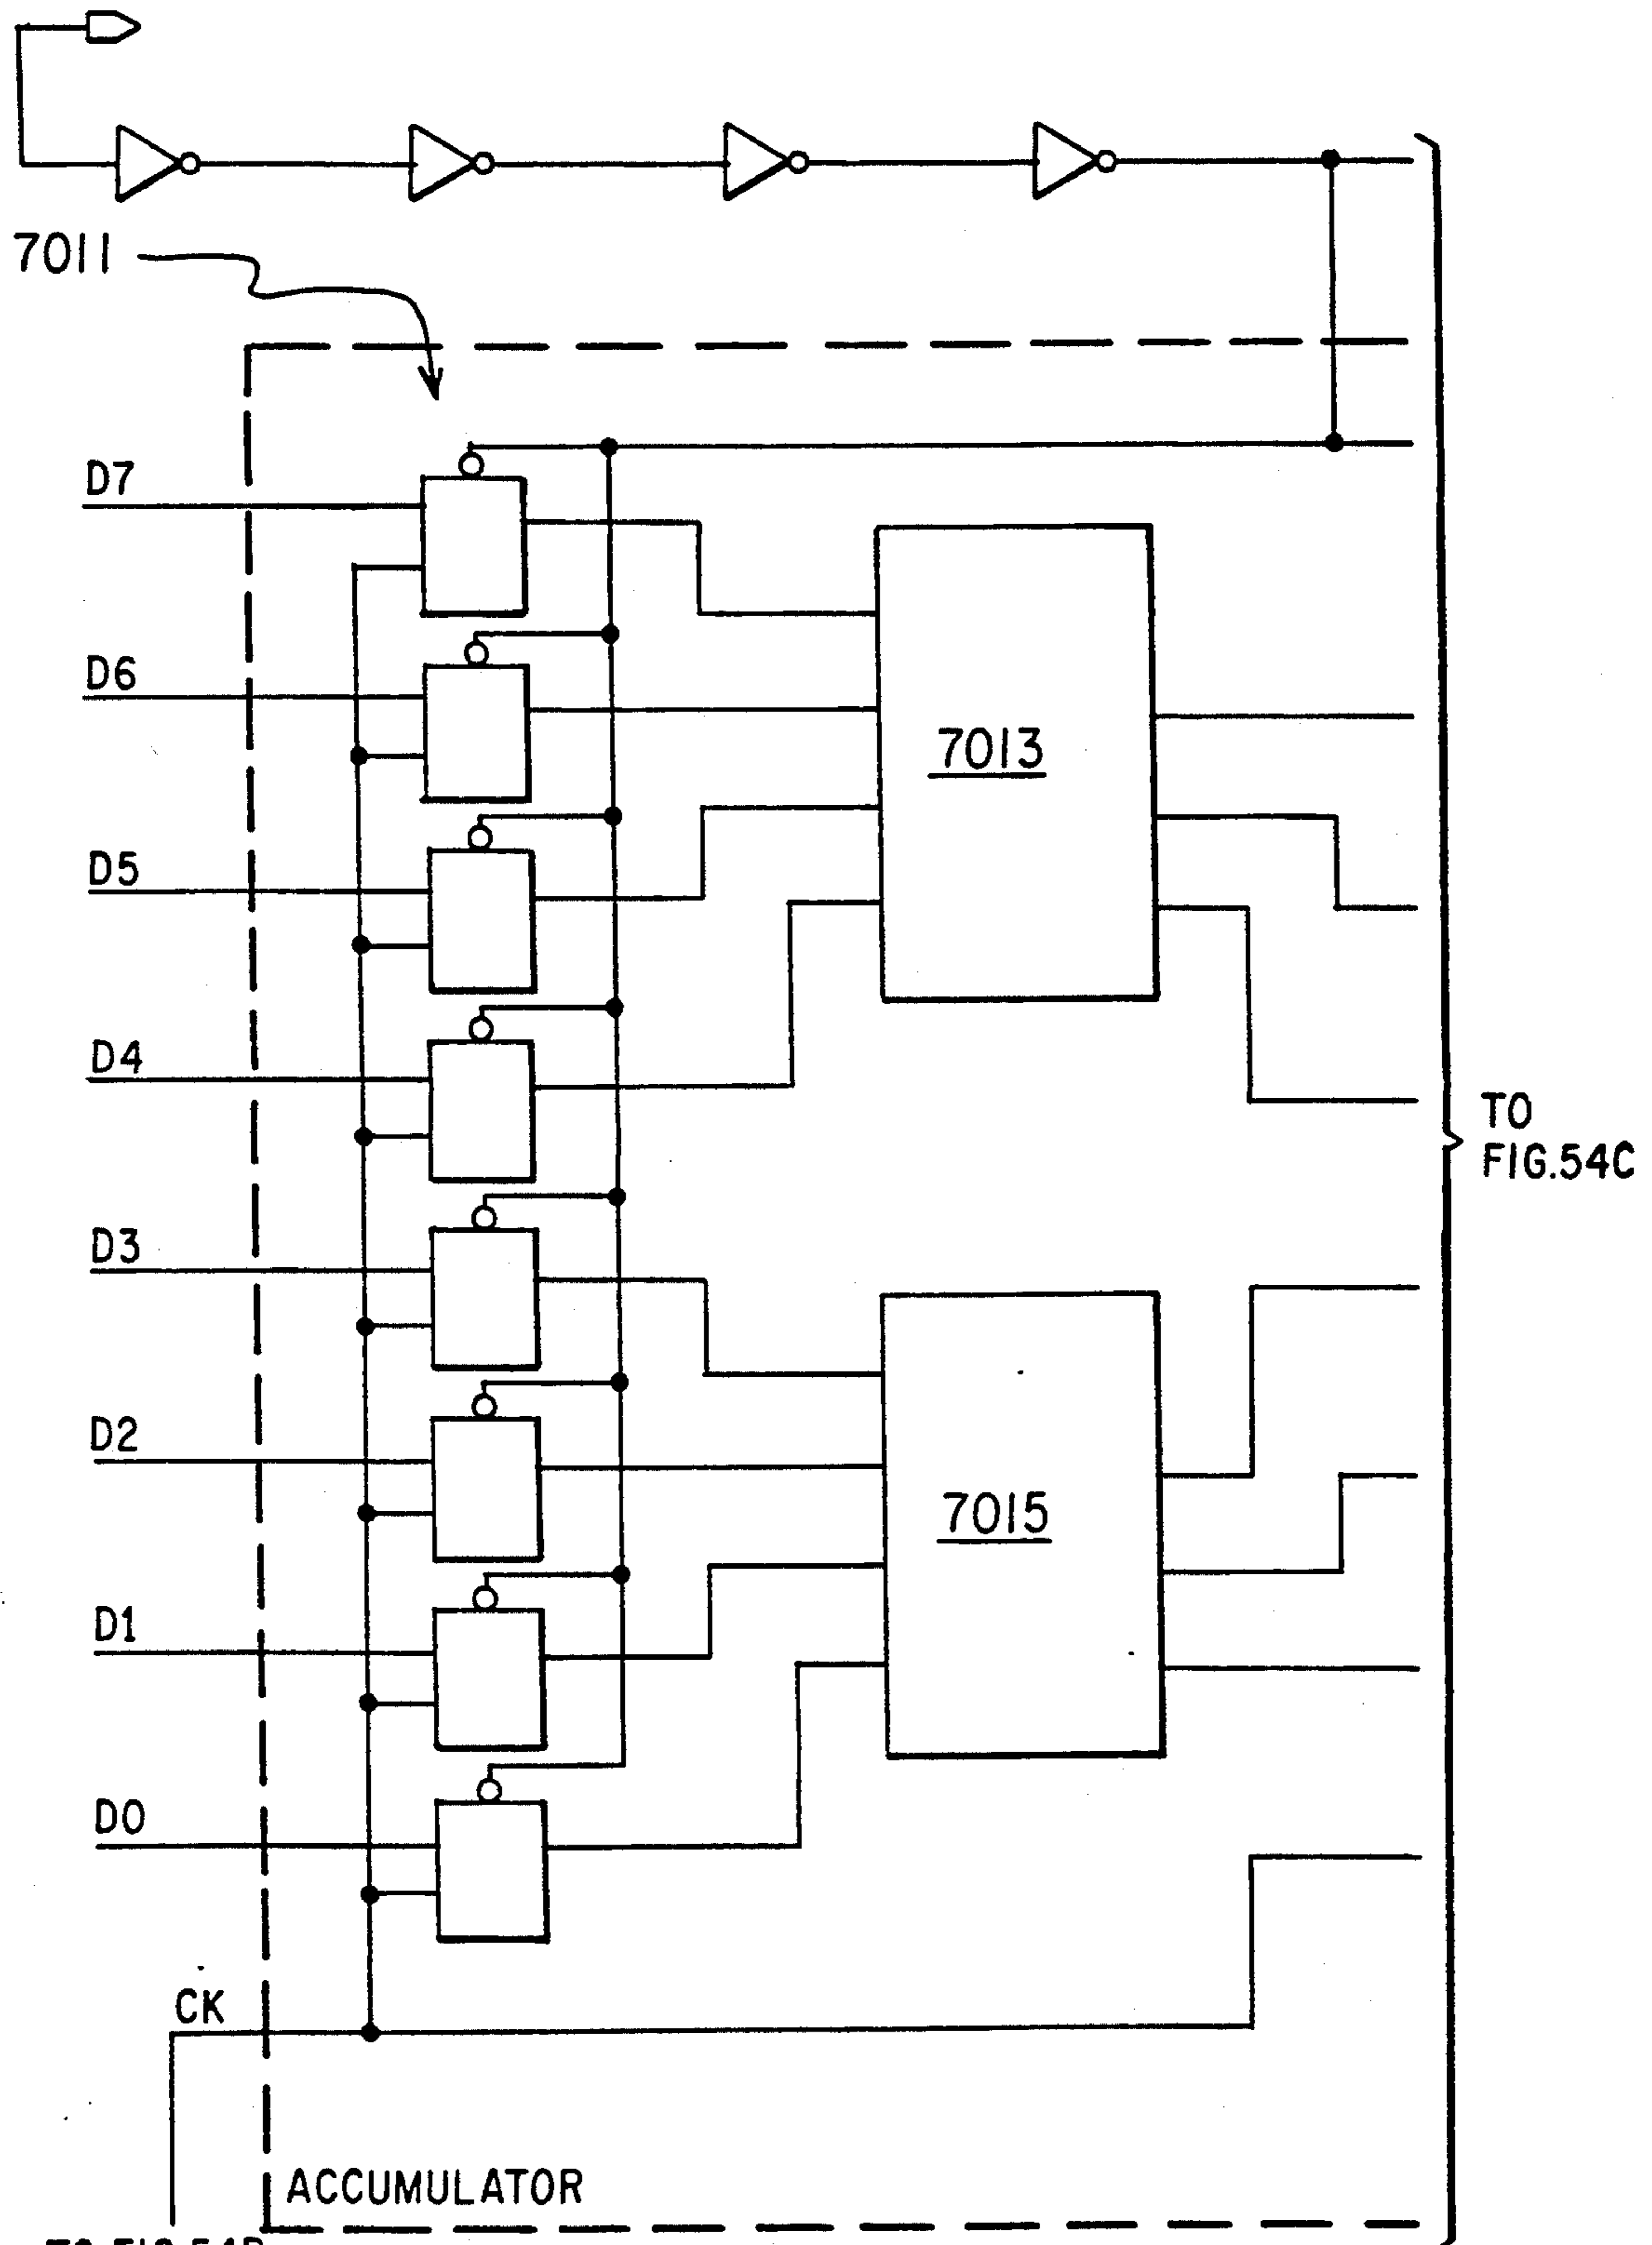 7011
D7
D6
7013
D5
D4
TO
FIG.54C
D3
D2
7015
D1
D0
CK
ACCUMULATOR